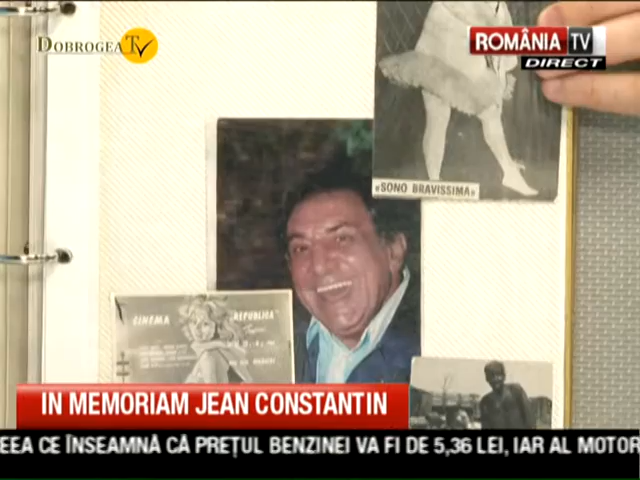 DOBROGEA TV
ROMÂNIA TV
DIRECT
«SONO BRAVISSIMA»
CINEMA REPUBLICA
IN MEMORIAM JEAN CONSTANTIN
EEA CE ÎNSEAMNĂ CĂ PREŢUL BENZINEI VA FI DE 5,36 LEI, IAR AL MOTOR